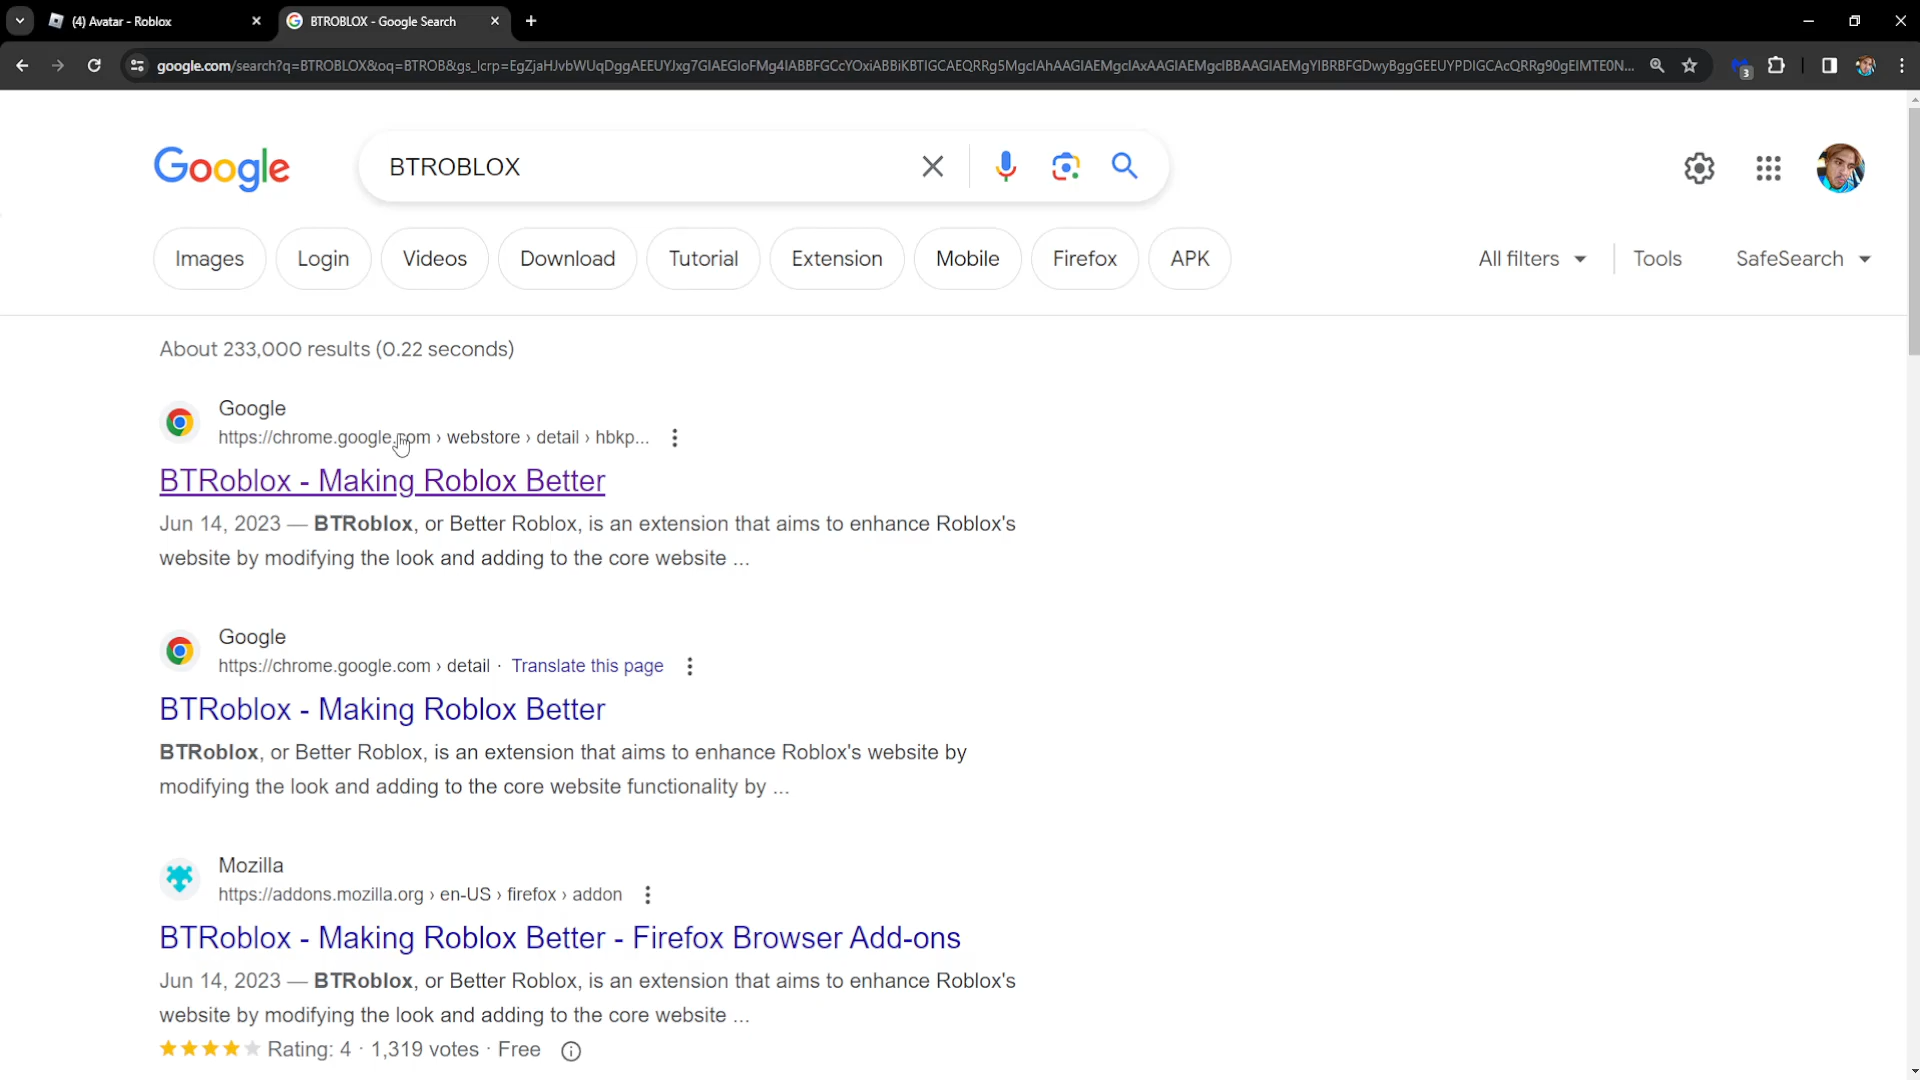 (4) Avatar - Roblox
BTROBLOX - Google Search
google.com/search?q=BTROBLOX&oq=BTROB&gs_lcrp=
3
Google
BTROBLOX
Images
Login
Videos
Download
Tutorial
Extension
Mobile
Firefox
APK
All filters
Tools
SafeSearch
About 233,000 results (0.22 seconds)
Google
https://chrome.google.com › webstore › detail › hbkp...
BTRoblox - Making Roblox Better
Jun 14, 2023 — BTRoblox, or Better Roblox, is an extension that aims to enhance Roblox's
website by modifying the look and adding to the core website ...
Google
https://chrome.google.com › detail · Translate this page
BTRoblox - Making Roblox Better
BTRoblox, or Better Roblox, is an extension that aims to enhance Roblox's website by
modifying the look and adding to the core website functionality by ...
Mozilla
https://addons.mozilla.org › en-US › firefox › addon
BTRoblox - Making Roblox Better - Firefox Browser Add-ons
Jun 14, 2023 — BTRoblox, or Better Roblox, is an extension that aims to enhance Roblox's
website by modifying the look and adding to the core website ...
Rating: 4 · 1,319 votes · Free